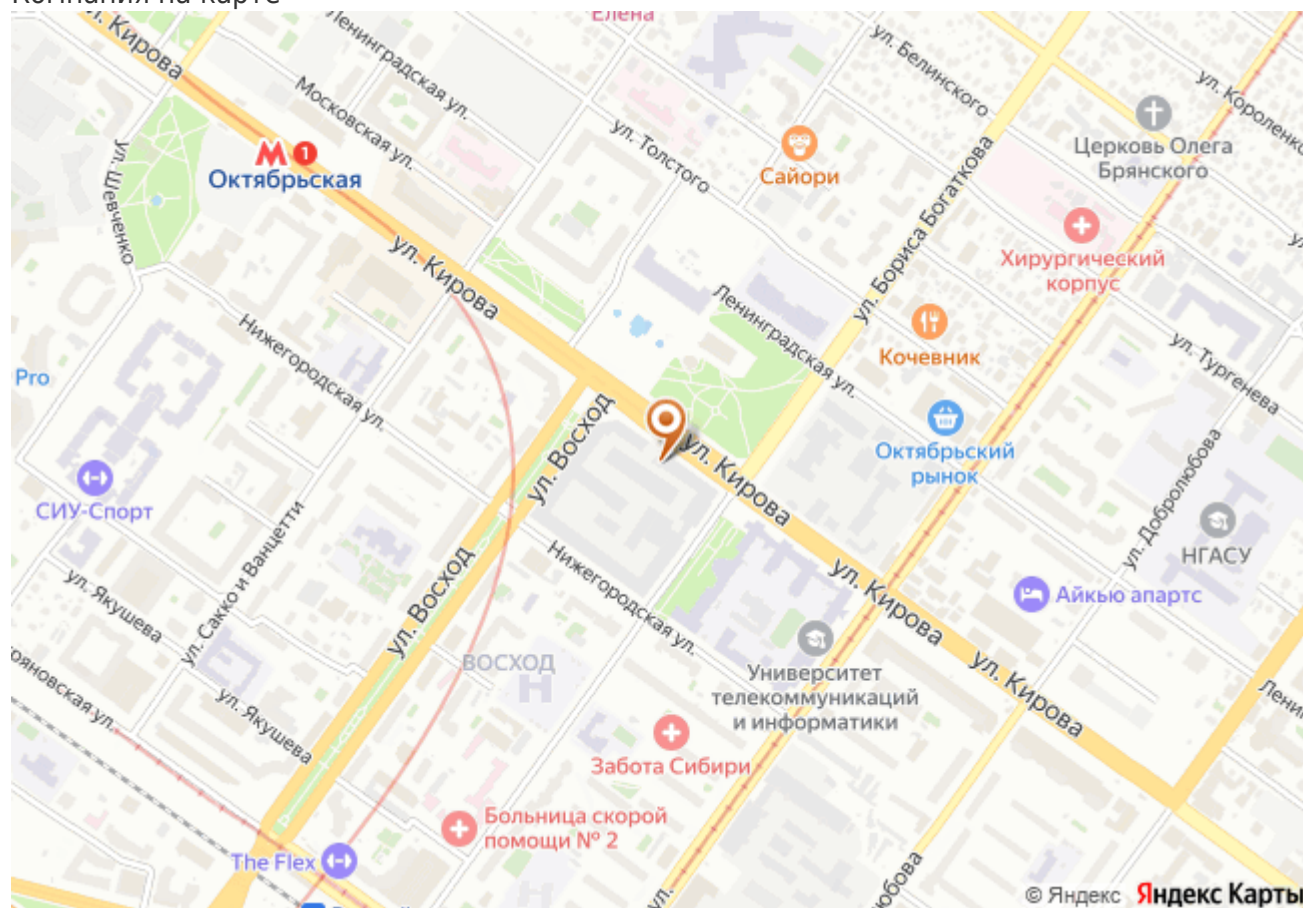 Компания на карте
Елена
ул. Кирова
Ленинградская ул.
ул. Белинского
ул. Короленко
Московская ул.
ул. Толстого
Церковь Олега
Брянского
1
Октябрьская
Сайори
ул. Шевченко
ул. Бориса Богаткова
Хирургический
корпус
ул. Кирова
Ленинградская ул.
Нижегородская ул.
Кочевник
ул. Тургенева
Pro
ул. Восход
ул. Кирова
Октябрьский
рынок
СИУ-Спорт
ул. Добролюбова
НГАСУ
ул. Сакко и Ванцетти
Нижегородская ул.
ул. Кирова
Айкью апартс
ул. Якушева
ул. Восход
ВОСХОД
Университет
телекоммуникаций
и информатики
ул. Кирова
ул. Якушева
Забота Сибири
Больница скорой
помощи № 2
The Flex
© Яндекс Яндекс Карты